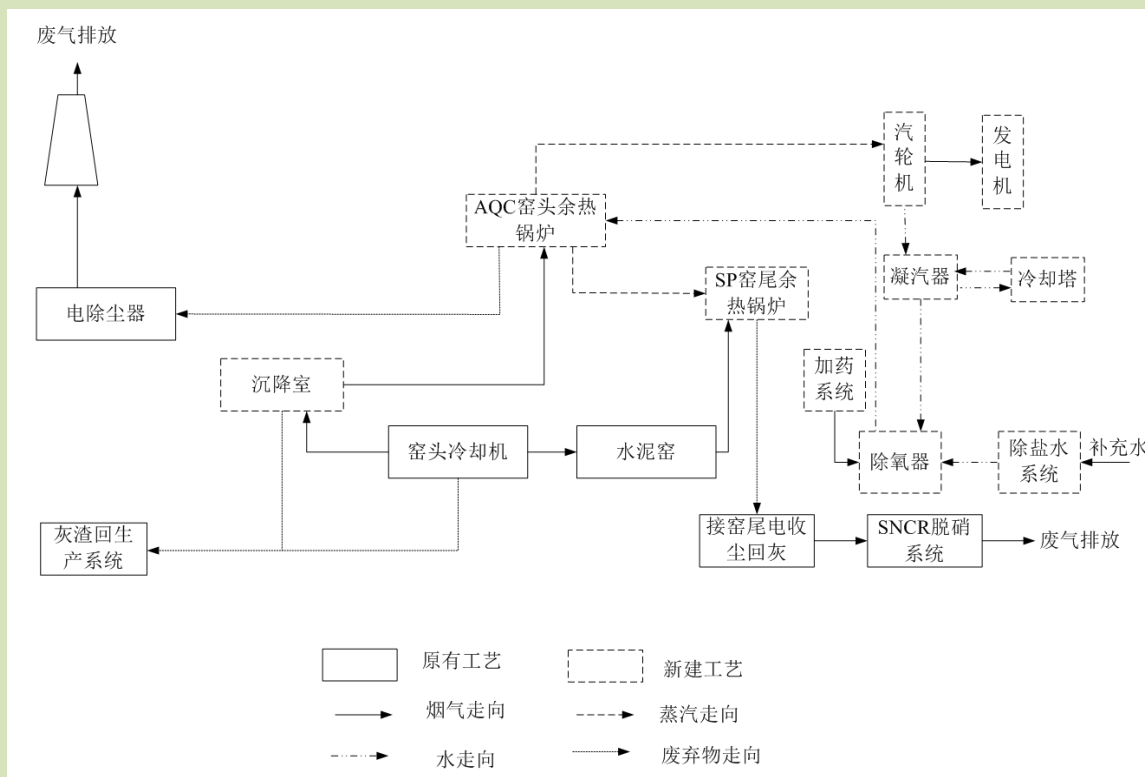 废气排放
汽轮机
发电机
AQC窑头余热
锅炉
SP窑尾余
热锅炉
凝汽器
冷却塔
电除尘器
沉降室
加药
系统
窑头冷却机
水泥窑
除氧器
除盐水
系统
补充水
灰渣回生
产系统
接窑尾电收
尘回灰
SNCR脱硝
系统
废气排放
原有工艺
新建工艺
烟气走向
蒸汽走向
水走向
废弃物走向